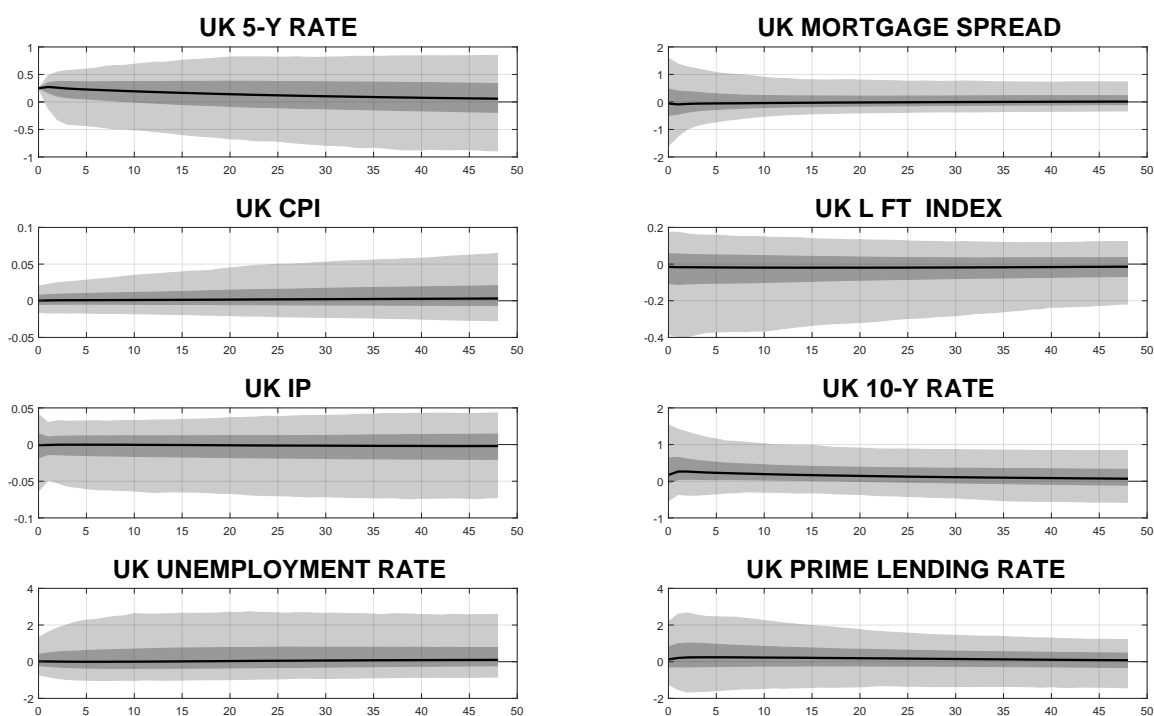 UK 5-Y RATE
1
0.5
0
-0.5
-1
0 5 10 15 20 25 30 35 40 45 50
UK MORTGAGE SPREAD
2
1
0
-1
-2
0 5 10 15 20 25 30 35 40 45 50
UK CPI
0.1
0.05
0
-0.05
0 5 10 15 20 25 30 35 40 45 50
UK L FT INDEX
0.2
0
-0.2
-0.4
0 5 10 15 20 25 30 35 40 45 50
UK IP
0.05
0
-0.05
-0.1
0 5 10 15 20 25 30 35 40 45 50
UK 10-Y RATE
2
1
0
-1
0 5 10 15 20 25 30 35 40 45 50
UK UNEMPLOYMENT RATE
4
2
0
-2
0 5 10 15 20 25 30 35 40 45 50
UK PRIME LENDING RATE
4
2
0
-2
0 5 10 15 20 25 30 35 40 45 50